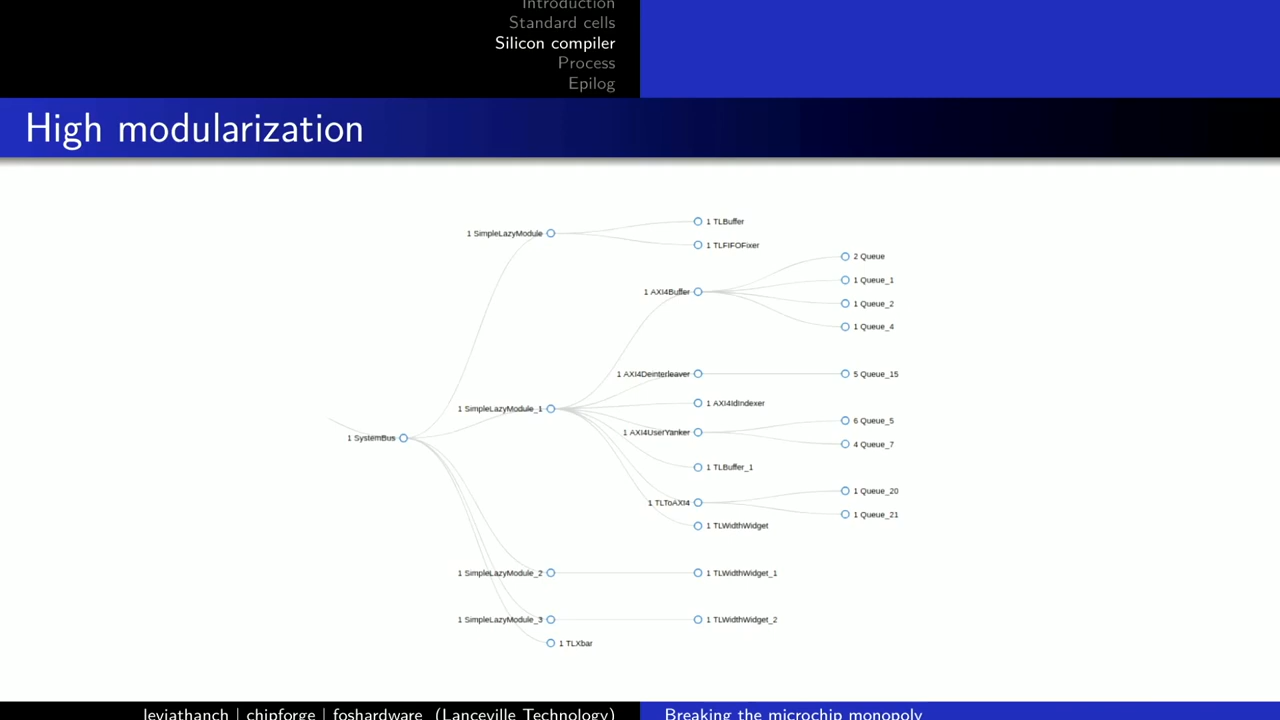 Introduction
Standard cells
Silicon compiler
Process
Epilog
High modularization
1 TLBuffer
1 SimpleLazyModule
1 TLFIFOFixer
2 Queue
1 Queue_1
1 AXI4Buffer
1 Queue_2
1 Queue_4
1 AXI4Deinterleaver
5 Queue_15
1 AXI4IdIndexer
1 SimpleLazyModule_1
6 Queue_5
1 AXI4UserYanker
1 SystemBus
4 Queue_7
1 TLBuffer_1
1 Queue_20
1 TLToAXI4
1 Queue_21
1 TLWidthWidget
1 SimpleLazyModule_2
1 TLWidthWidget_1
1 SimpleLazyModule_3
1 TLWidthWidget_2
1 TLXbar
leviathanch | chipforge | foshardware (Lanceville Technology)
Breaking the microchip monopoly